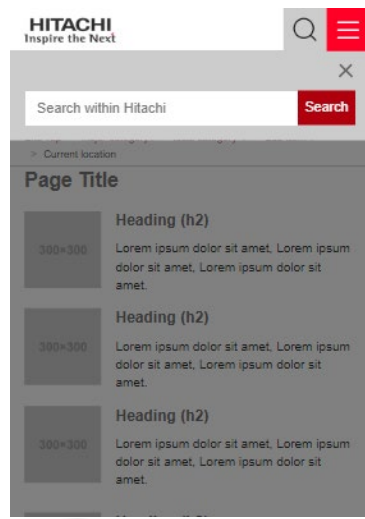 HITACHI
Inspire the Next
Search within Hitachi
Search
> Current location
Page Title
300×300
Heading (h2)
Lorem ipsum dolor sit amet, Lorem ipsum
dolor sit amet, Lorem ipsum dolor sit
amet.
300×300
Heading (h2)
Lorem ipsum dolor sit amet, Lorem ipsum
dolor sit amet, Lorem ipsum dolor sit
amet.
300×300
Heading (h2)
Lorem ipsum dolor sit amet, Lorem ipsum
dolor sit amet, Lorem ipsum dolor sit
amet.